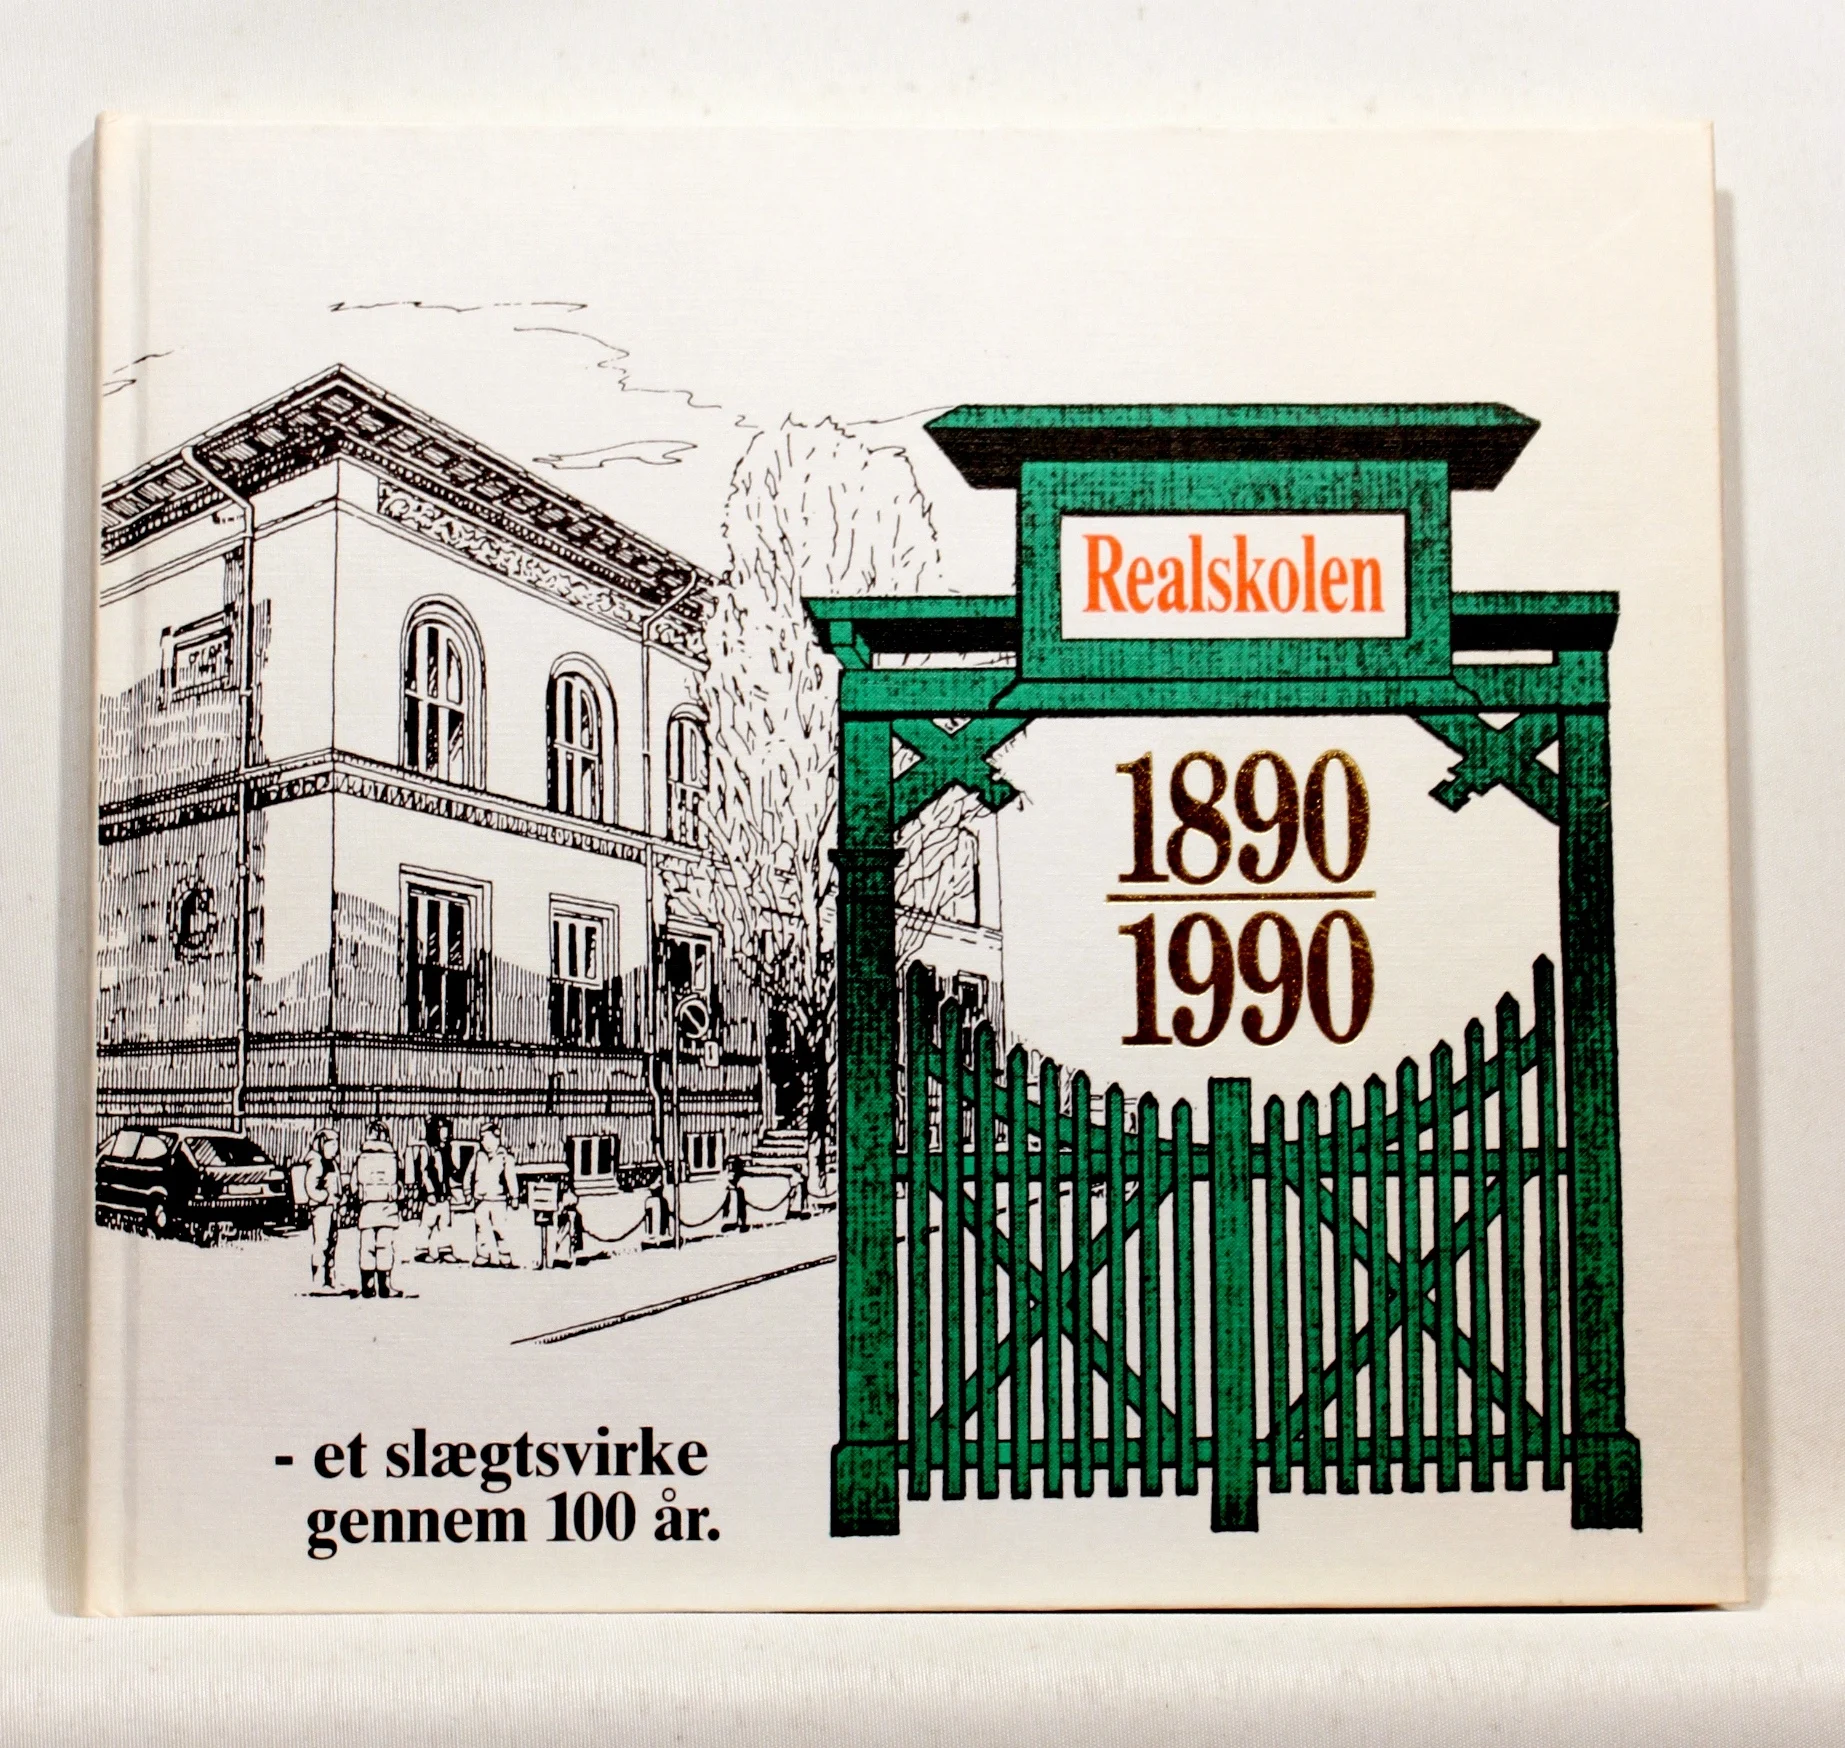 Realskolen
1890
1990
- et slægtsvirke
gennem 100 år.